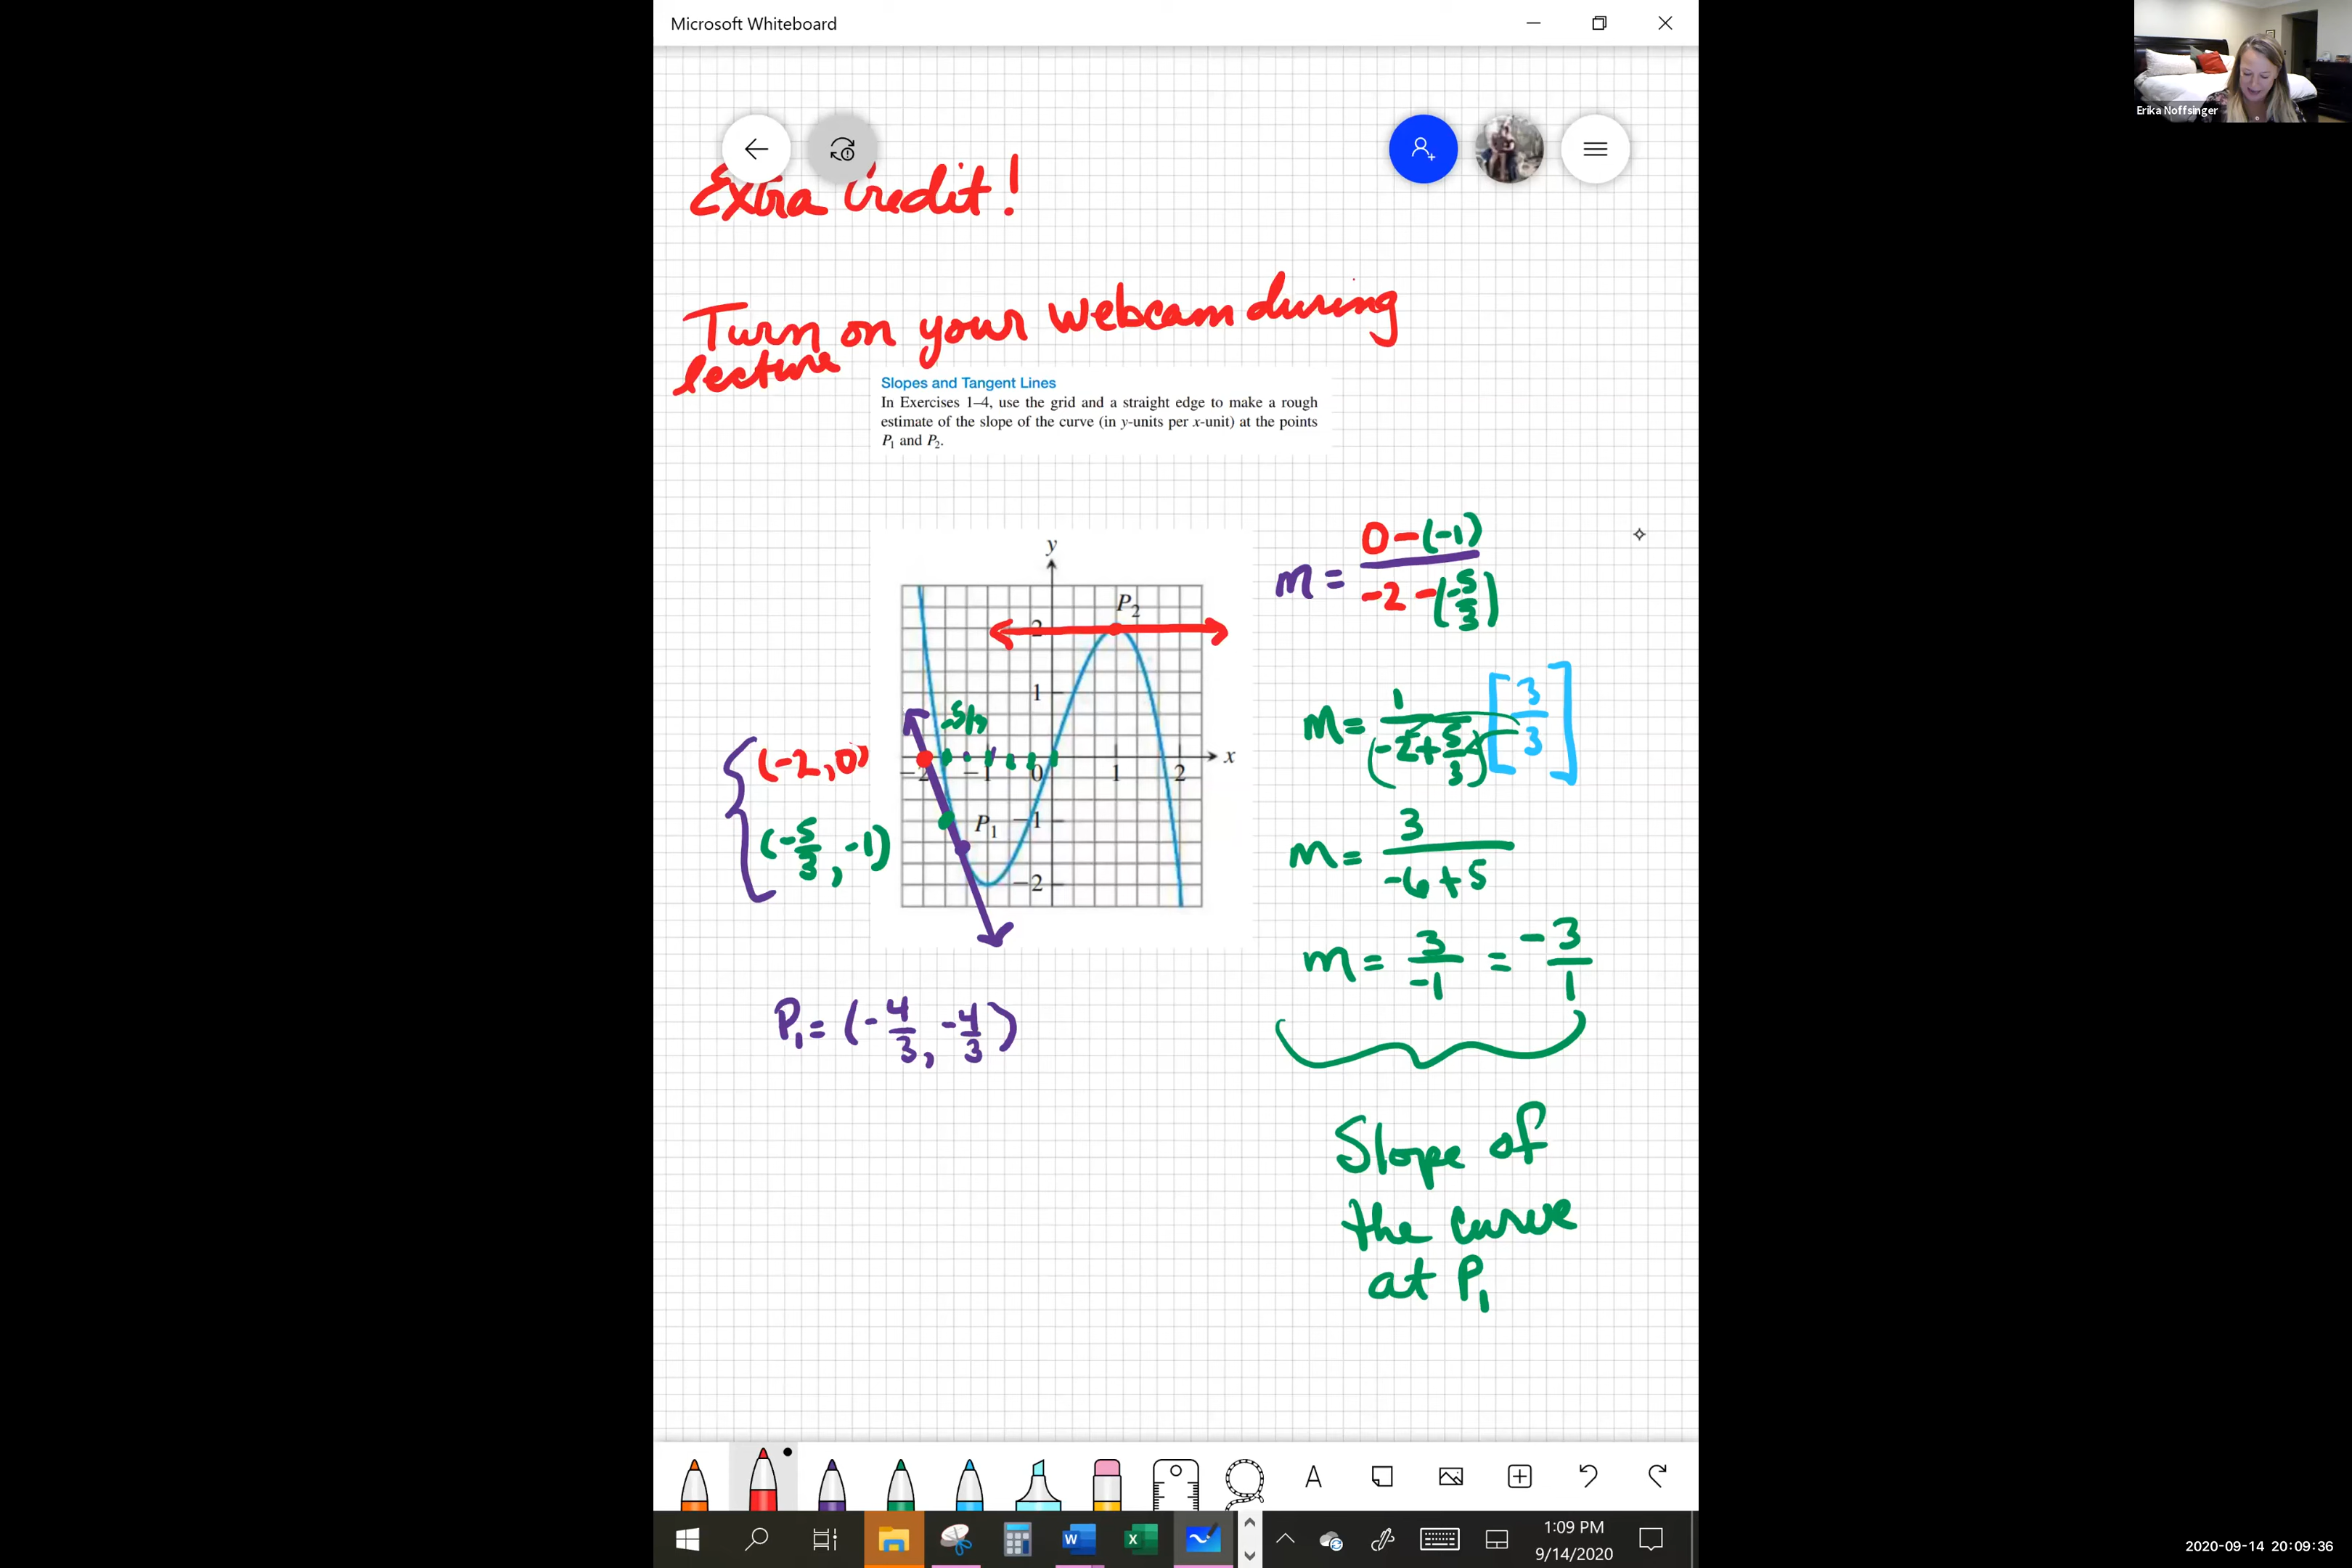 Microsoft Whiteboard
Erika Noffsinger
Extra Credit!
Turn on your webcam during
lecture
Slopes and Tangent Lines
In Exercises 1–4, use the grid and a straight edge to make a rough
estimate of the slope of the curve (in y-units per x-unit) at the points
P₁ and P₂.
m = 0 - (-1) / -2 - (-5/3)
y
P₂
2
1
-5/3
x
-2 -1 0 1 2
P₁
-1
-2
(-2, 0)
(-5/3, -1)
m = 1 / (-2 + 5/3) [3/3]
m = 3 / -6 + 5
m = 3/-1 = -3/1
P₁ = (-4/3, -4/3)
Slope of
the curve
at P₁
A
W
X
1:09 PM
9/14/2020
2020-09-14 20:09:36